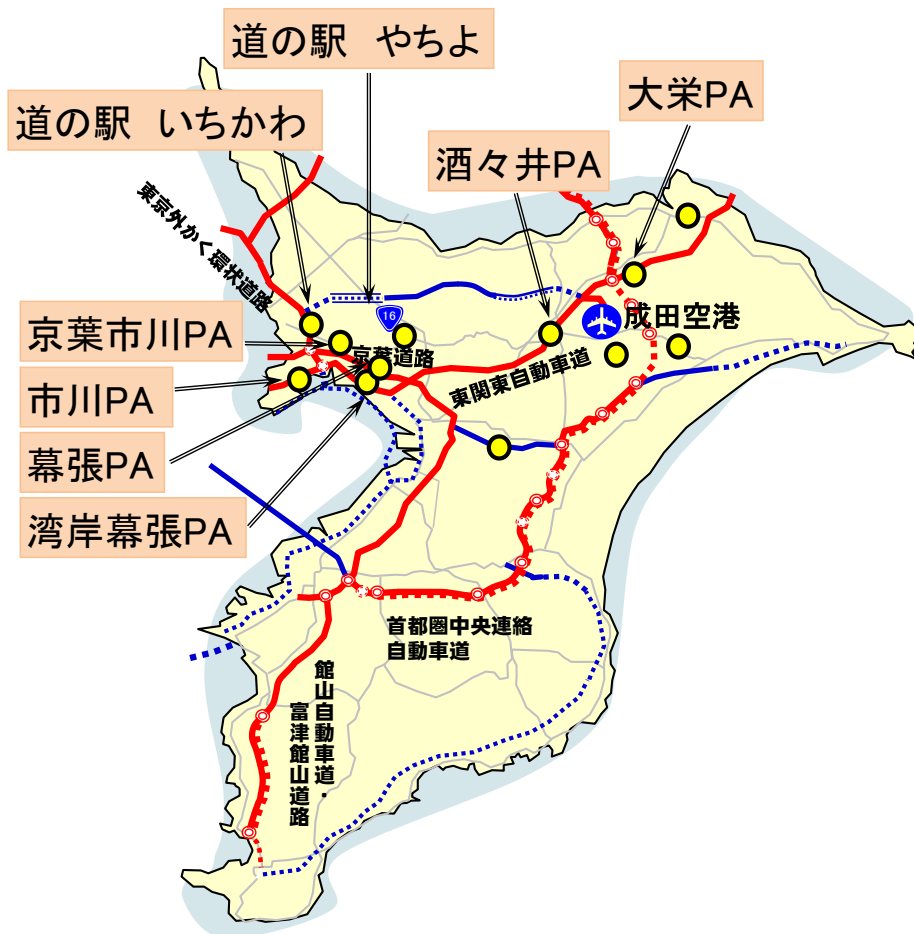 道の駅 やちよ
大栄PA
道の駅 いちかわ
酒々井PA
東京外かく環状道路
16
成田空港
京葉市川PA
京葉道路
東関東自動車道
市川PA
幕張PA
湾岸幕張PA
首都圏中央連絡
自動車道
館山自動車道・
富津館山道路